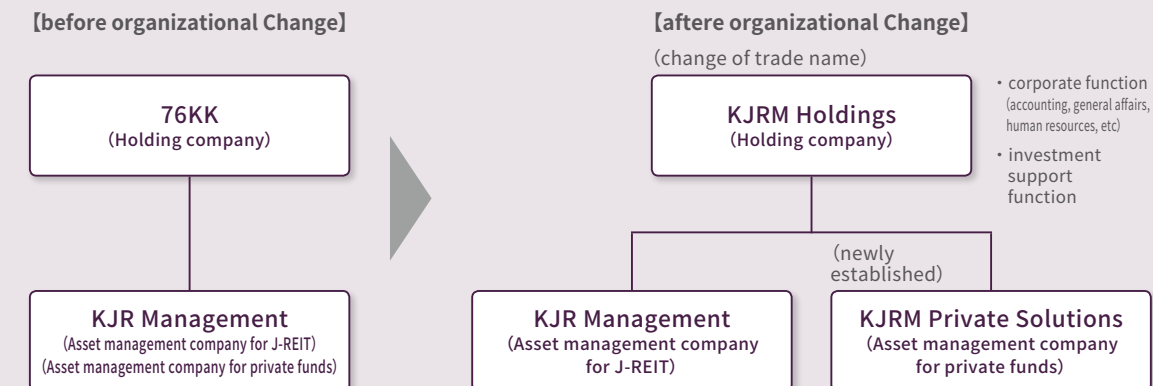 【before organizational Change】
76KK
(Holding company)
KJR Management
(Asset management company for J-REIT)
(Asset management company for private funds)
【aftere organizational Change】
(change of trade name)
KJRM Holdings
(Holding company)
・corporate function
(accounting, general affairs,
human resources, etc)
・investment
support
function
(newly
established)
KJR Management
(Asset management company
for J-REIT)
KJRM Private Solutions
(Asset management company
for private funds)